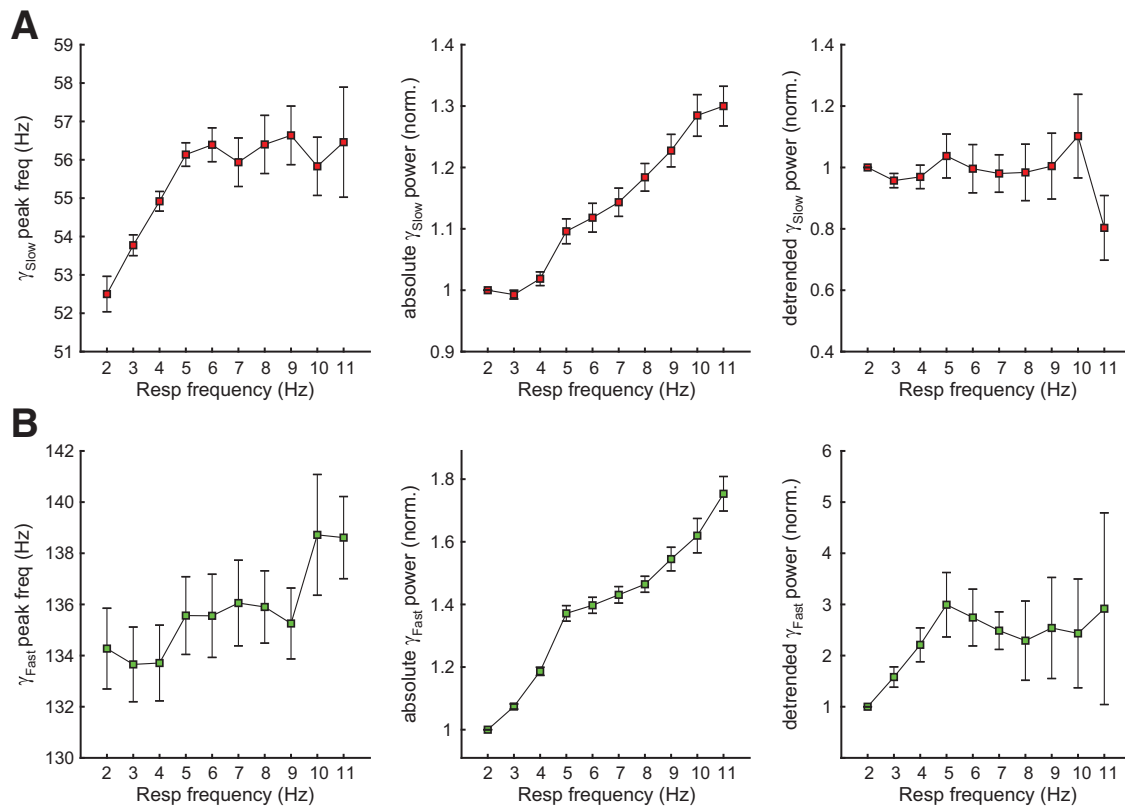 A
γSlow peak freq (Hz)
59
58
57
56
55
54
53
52
51
2 3 4 5 6 7 8 9 10 11
Resp frequency (Hz)
absolute γSlow power (norm.)
1.4
1.3
1.2
1.1
1
0.9
2 3 4 5 6 7 8 9 10 11
Resp frequency (Hz)
detrended γSlow power (norm.)
1.4
1.2
1
0.8
0.6
0.4
2 3 4 5 6 7 8 9 10 11
Resp frequency (Hz)
B
γFast peak freq (Hz)
142
140
138
136
134
132
130
2 3 4 5 6 7 8 9 10 11
Resp frequency (Hz)
absolute γFast power (norm.)
1.8
1.6
1.4
1.2
1
2 3 4 5 6 7 8 9 10 11
Resp frequency (Hz)
detrended γFast power (norm.)
6
5
4
3
2
1
2 3 4 5 6 7 8 9 10 11
Resp frequency (Hz)